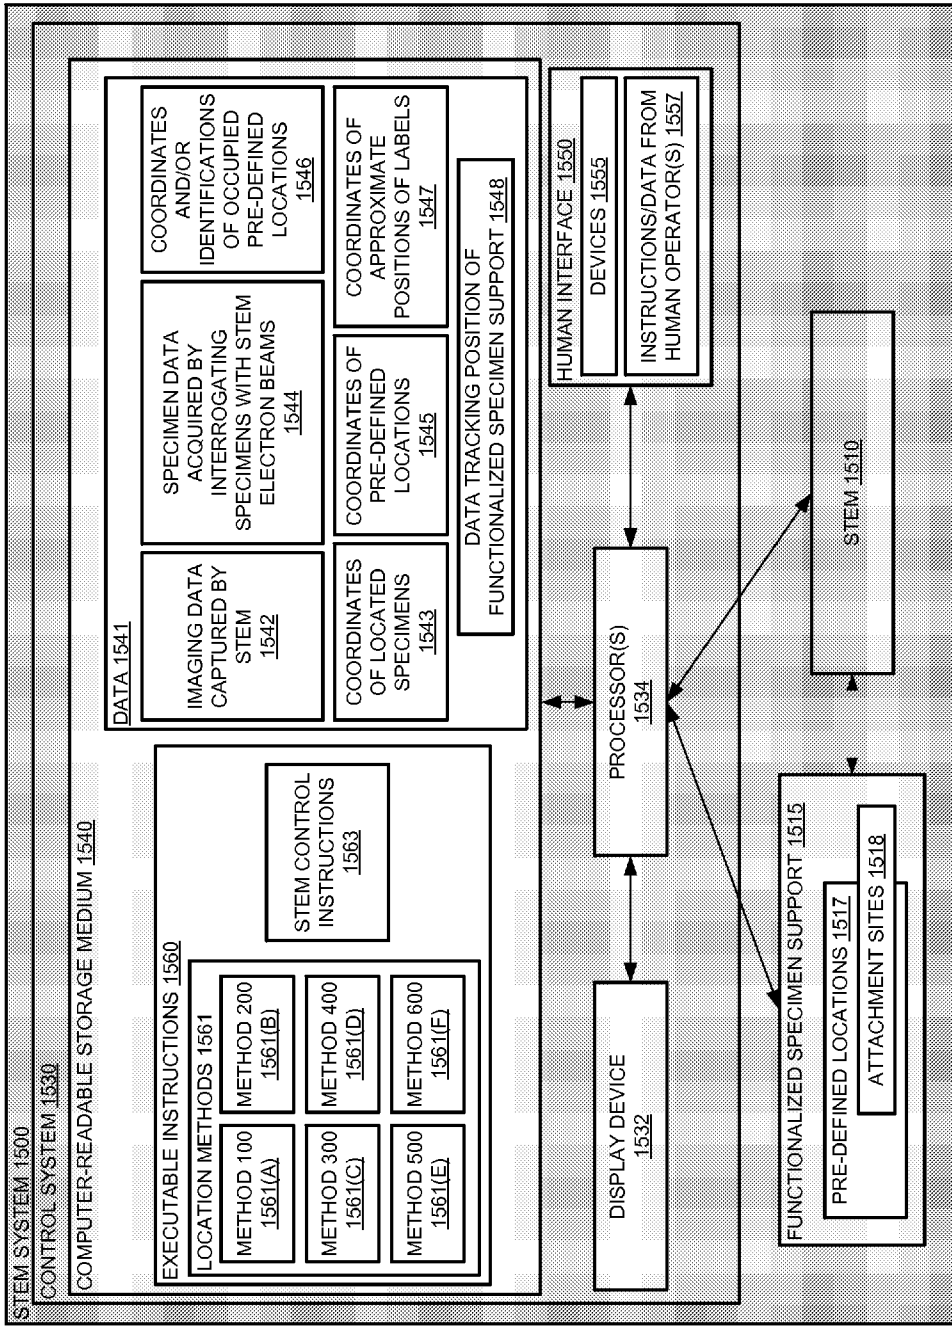 STEM SYSTEM 1500
CONTROL SYSTEM 1530
COMPUTER-READABLE STORAGE MEDIUM 1540
EXECUTABLE INSTRUCTIONS 1560
LOCATION METHODS 1561
METHOD 100
1561(A)
METHOD 200
1561(B)
METHOD 300
1561(C)
METHOD 400
1561(D)
METHOD 500
1561(E)
METHOD 600
1561(F)
STEM CONTROL
INSTRUCTIONS
1563
DATA 1541
IMAGING DATA
CAPTURED BY
STEM
1542
SPECIMEN DATA
ACQUIRED BY
INTERROGATING
SPECIMENS WITH STEM
ELECTRON BEAMS
1544
COORDINATES
AND/OR
IDENTIFICATIONS
OF OCCUPIED
PRE-DEFINED
LOCATIONS
1546
COORDINATES
OF LOCATED
SPECIMENS
1543
COORDINATES OF
PRE-DEFINED
LOCATIONS
1545
COORDINATES OF
APPROXIMATE
POSITIONS OF LABELS
1547
DATA TRACKING POSITION OF
FUNCTIONALIZED SPECIMEN SUPPORT 1548
DISPLAY DEVICE
1532
PROCESSOR(S)
1534
HUMAN INTERFACE 1550
DEVICES 1555
INSTRUCTIONS/DATA FROM
HUMAN OPERATOR(S) 1557
FUNCTIONALIZED SPECIMEN SUPPORT 1515
PRE-DEFINED LOCATIONS 1517
ATTACHMENT SITES 1518
STEM 1510